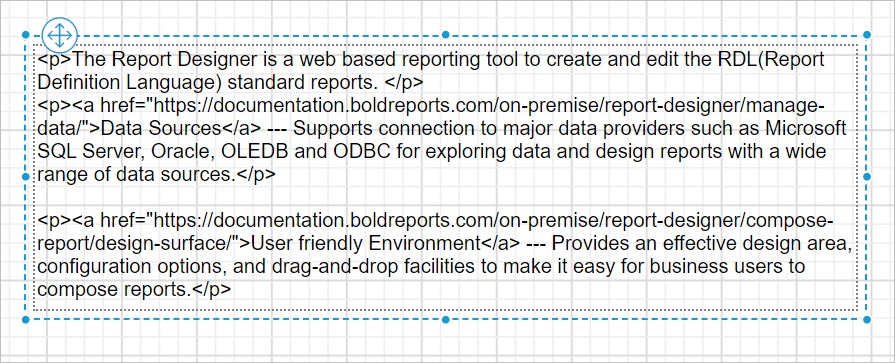 <p>The Report Designer is a web based reporting tool to create and edit the RDL(Report
Definition Language) standard reports. </p>
<p><a href="https://documentation.boldreports.com/on-premise/report-designer/manage-
data/">Data Sources</a> --- Supports connection to major data providers such as Microsoft
SQL Server, Oracle, OLEDB and ODBC for exploring data and design reports with a wide
range of data sources.</p>
<p><a href="https://documentation.boldreports.com/on-premise/report-designer/compose-
report/design-surface/">User friendly Environment</a> --- Provides an effective design area,
configuration options, and drag-and-drop facilities to make it easy for business users to
compose reports.</p>